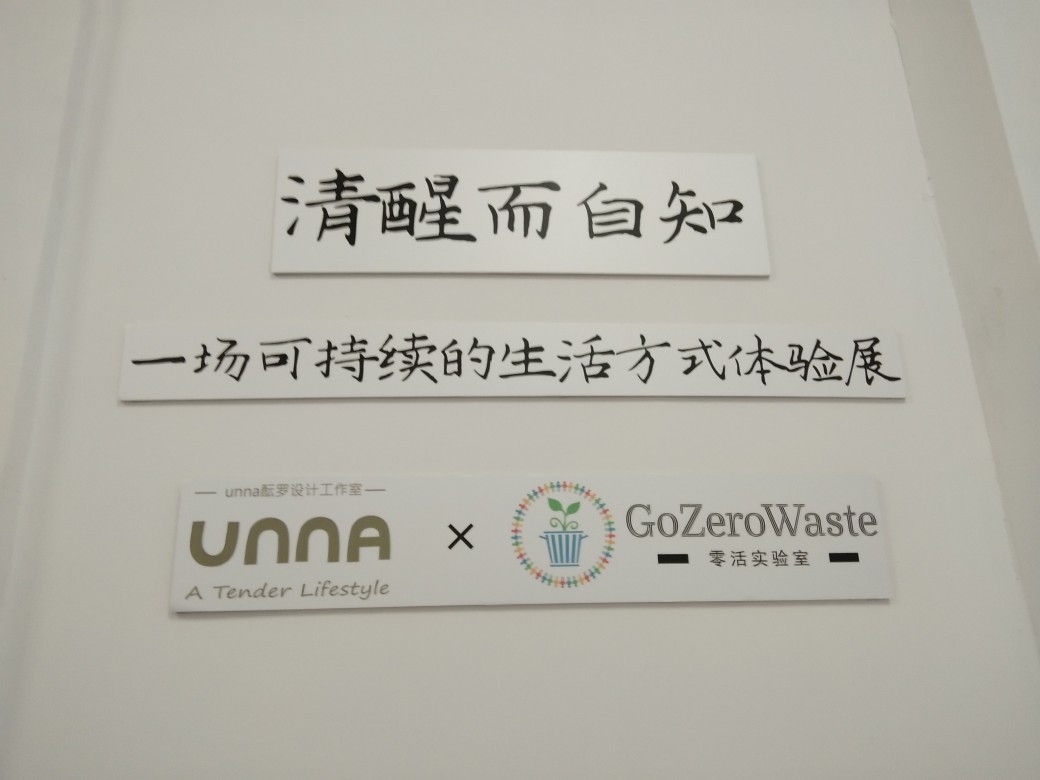 清醒而自知
一场可持续的生活方式体验展
unna酝罗设计工作室
UNNA
A Tender Lifestyle
×
GoZeroWaste
零活实验室